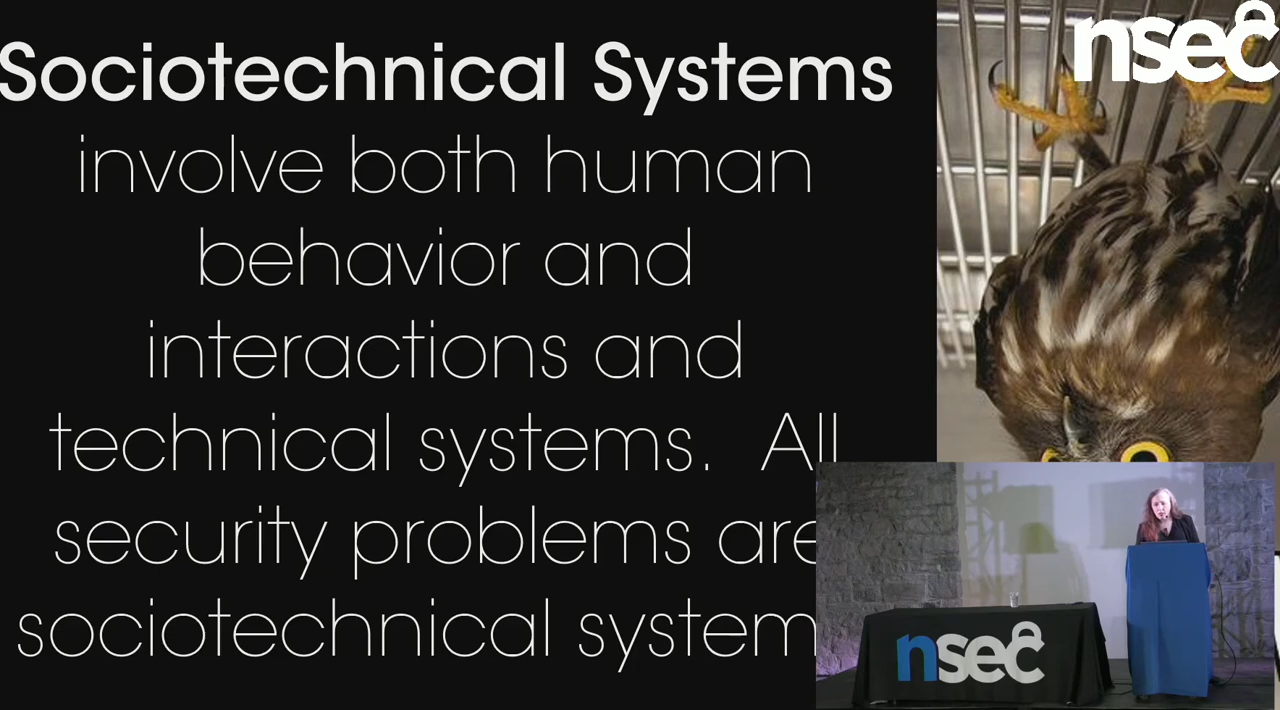 Sociotechnical Systems
involve both human
behavior and
interactions and
technical systems. All
security problems are
sociotechnical system
nsec
nsec